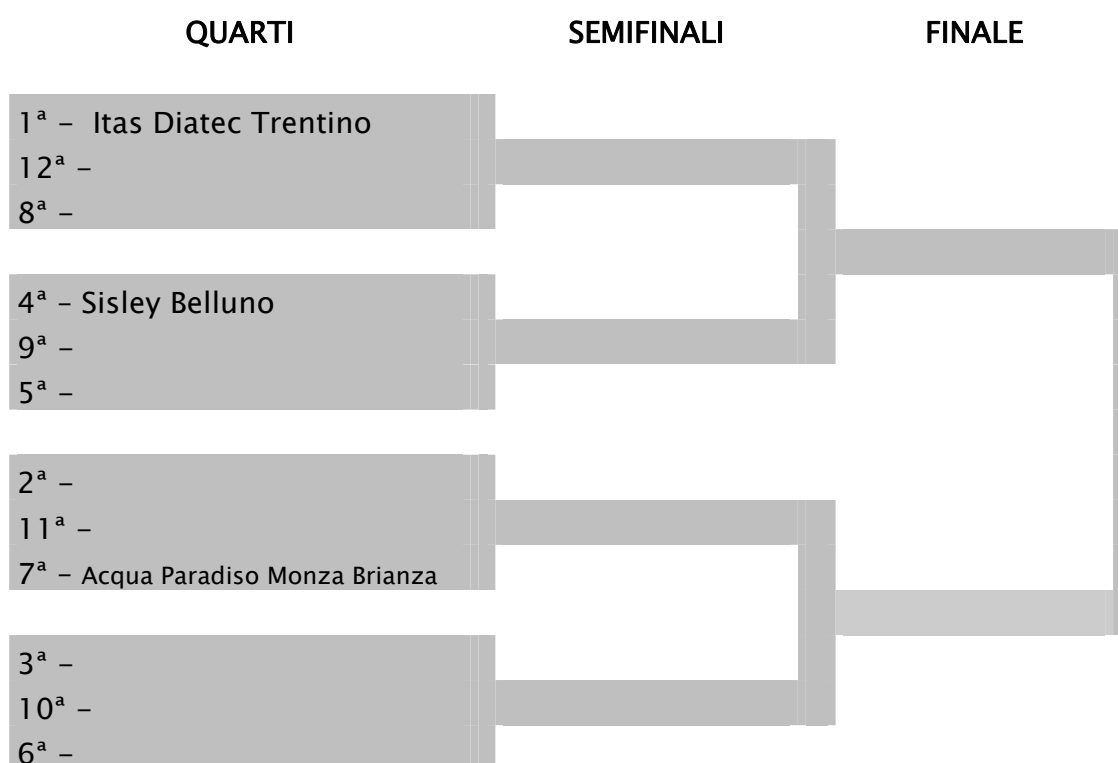 QUARTI SEMIFINALI FINALE
1ª – Itas Diatec Trentino
12ª –
8ª –
4ª – Sisley Belluno
9ª –
5ª –
2ª –
11ª –
7ª – Acqua Paradiso Monza Brianza
3ª –
10ª –
6ª –